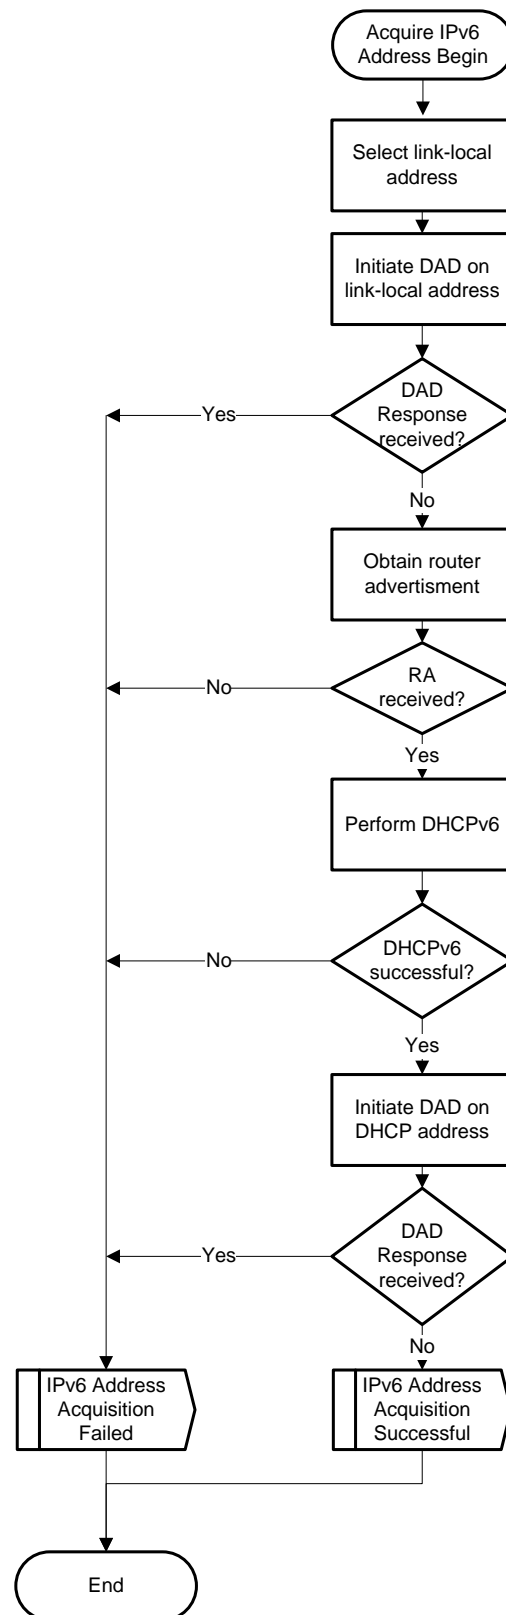 Acquire IPv6
Address Begin
Select link-local
address
Initiate DAD on
link-local address
DAD
Response
received?
Yes
No
Obtain router
advertisment
RA
received?
No
Yes
Perform DHCPv6
DHCPv6
successful?
No
Yes
Initiate DAD on
DHCP address
DAD
Response
received?
Yes
No
IPv6 Address
Acquisition
Failed
IPv6 Address
Acquisition
Successful
End